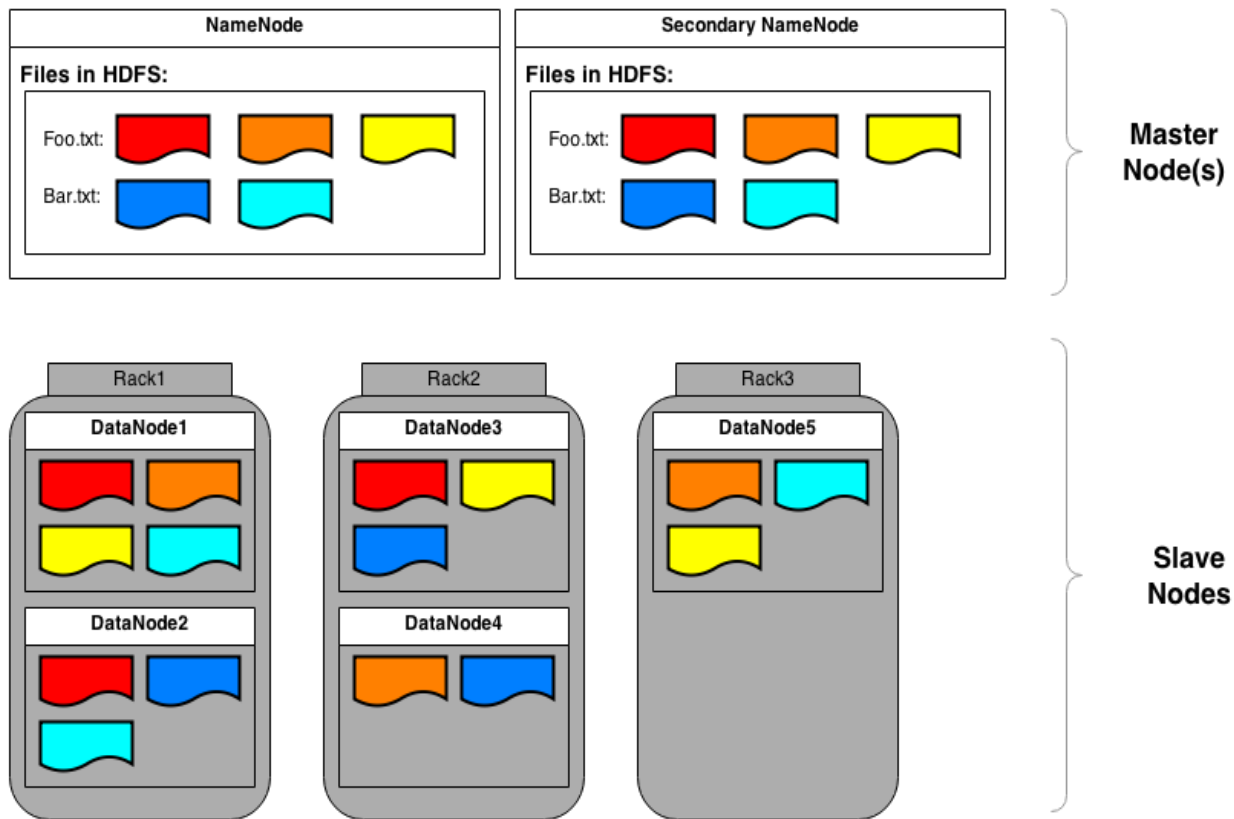 NameNode
Secondary NameNode
Files in HDFS:
Files in HDFS:
Foo.txt:
Foo.txt:
Bar.txt:
Bar.txt:
Master
Node(s)
Rack1
Rack2
Rack3
DataNode1
DataNode3
DataNode5
DataNode2
DataNode4
Slave
Nodes